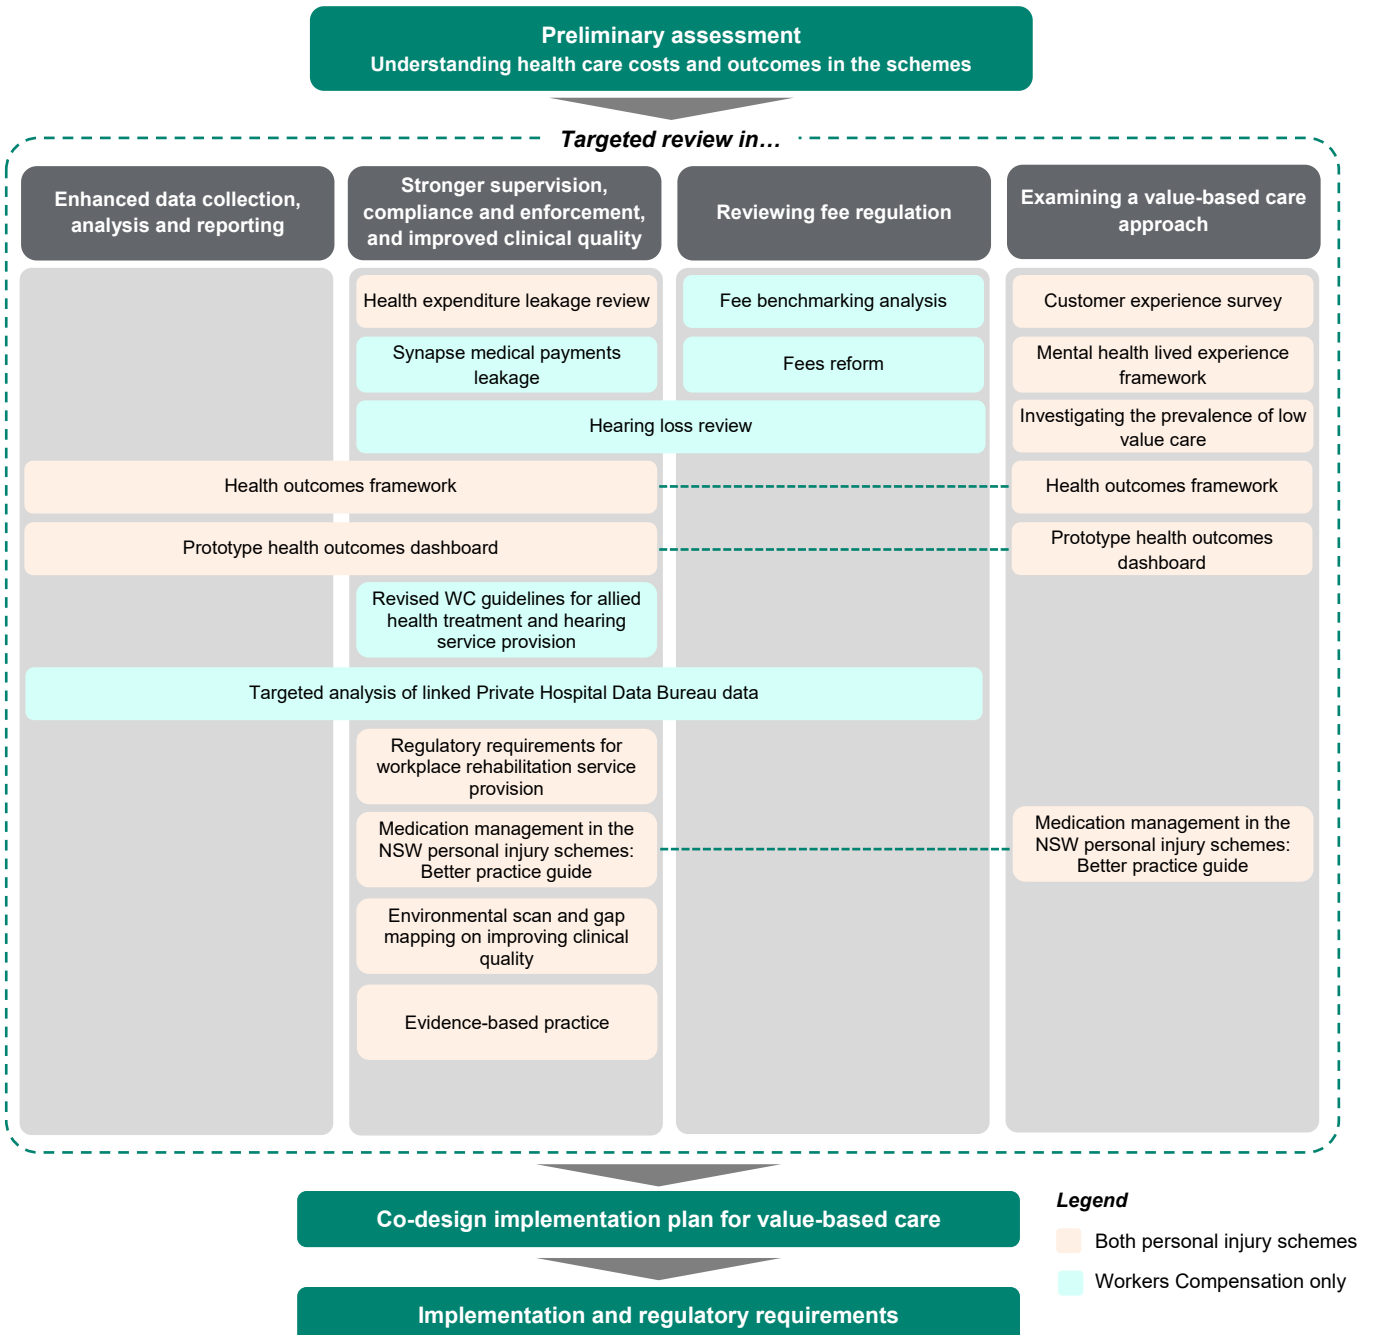 Preliminary assessment
Understanding health care costs and outcomes in the schemes
Targeted review in…
Enhanced data collection,
analysis and reporting
Stronger supervision,
compliance and enforcement,
and improved clinical quality
Reviewing fee regulation
Examining a value-based care
approach
Health expenditure leakage review
Fee benchmarking analysis
Customer experience survey
Synapse medical payments
leakage
Fees reform
Mental health lived experience
framework
Hearing loss review
Investigating the prevalence of low
value care
Health outcomes framework
Health outcomes framework
Prototype health outcomes dashboard
Prototype health outcomes
dashboard
Revised WC guidelines for allied
health treatment and hearing
service provision
Targeted analysis of linked Private Hospital Data Bureau data
Regulatory requirements for
workplace rehabilitation service
provision
Medication management in the
NSW personal injury schemes:
Better practice guide
Medication management in the
NSW personal injury schemes:
Better practice guide
Environmental scan and gap
mapping on improving clinical
quality
Evidence-based practice
Co-design implementation plan for value-based care
Implementation and regulatory requirements
Legend
Both personal injury schemes
Workers Compensation only